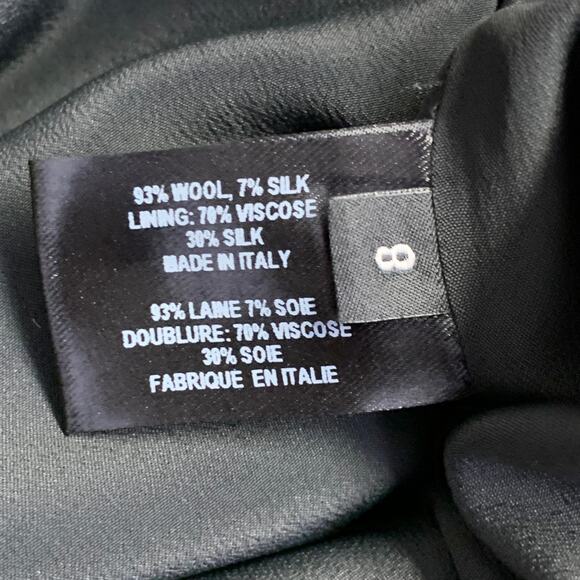 93% WOOL, 7% SILK
LINING: 70% VISCOSE
30% SILK
MADE IN ITALY
93% LAINE 7% SOIE
DOUBLURE: 70% VISCOSE
30% SOIE
FABRIQUE EN ITALIE
8